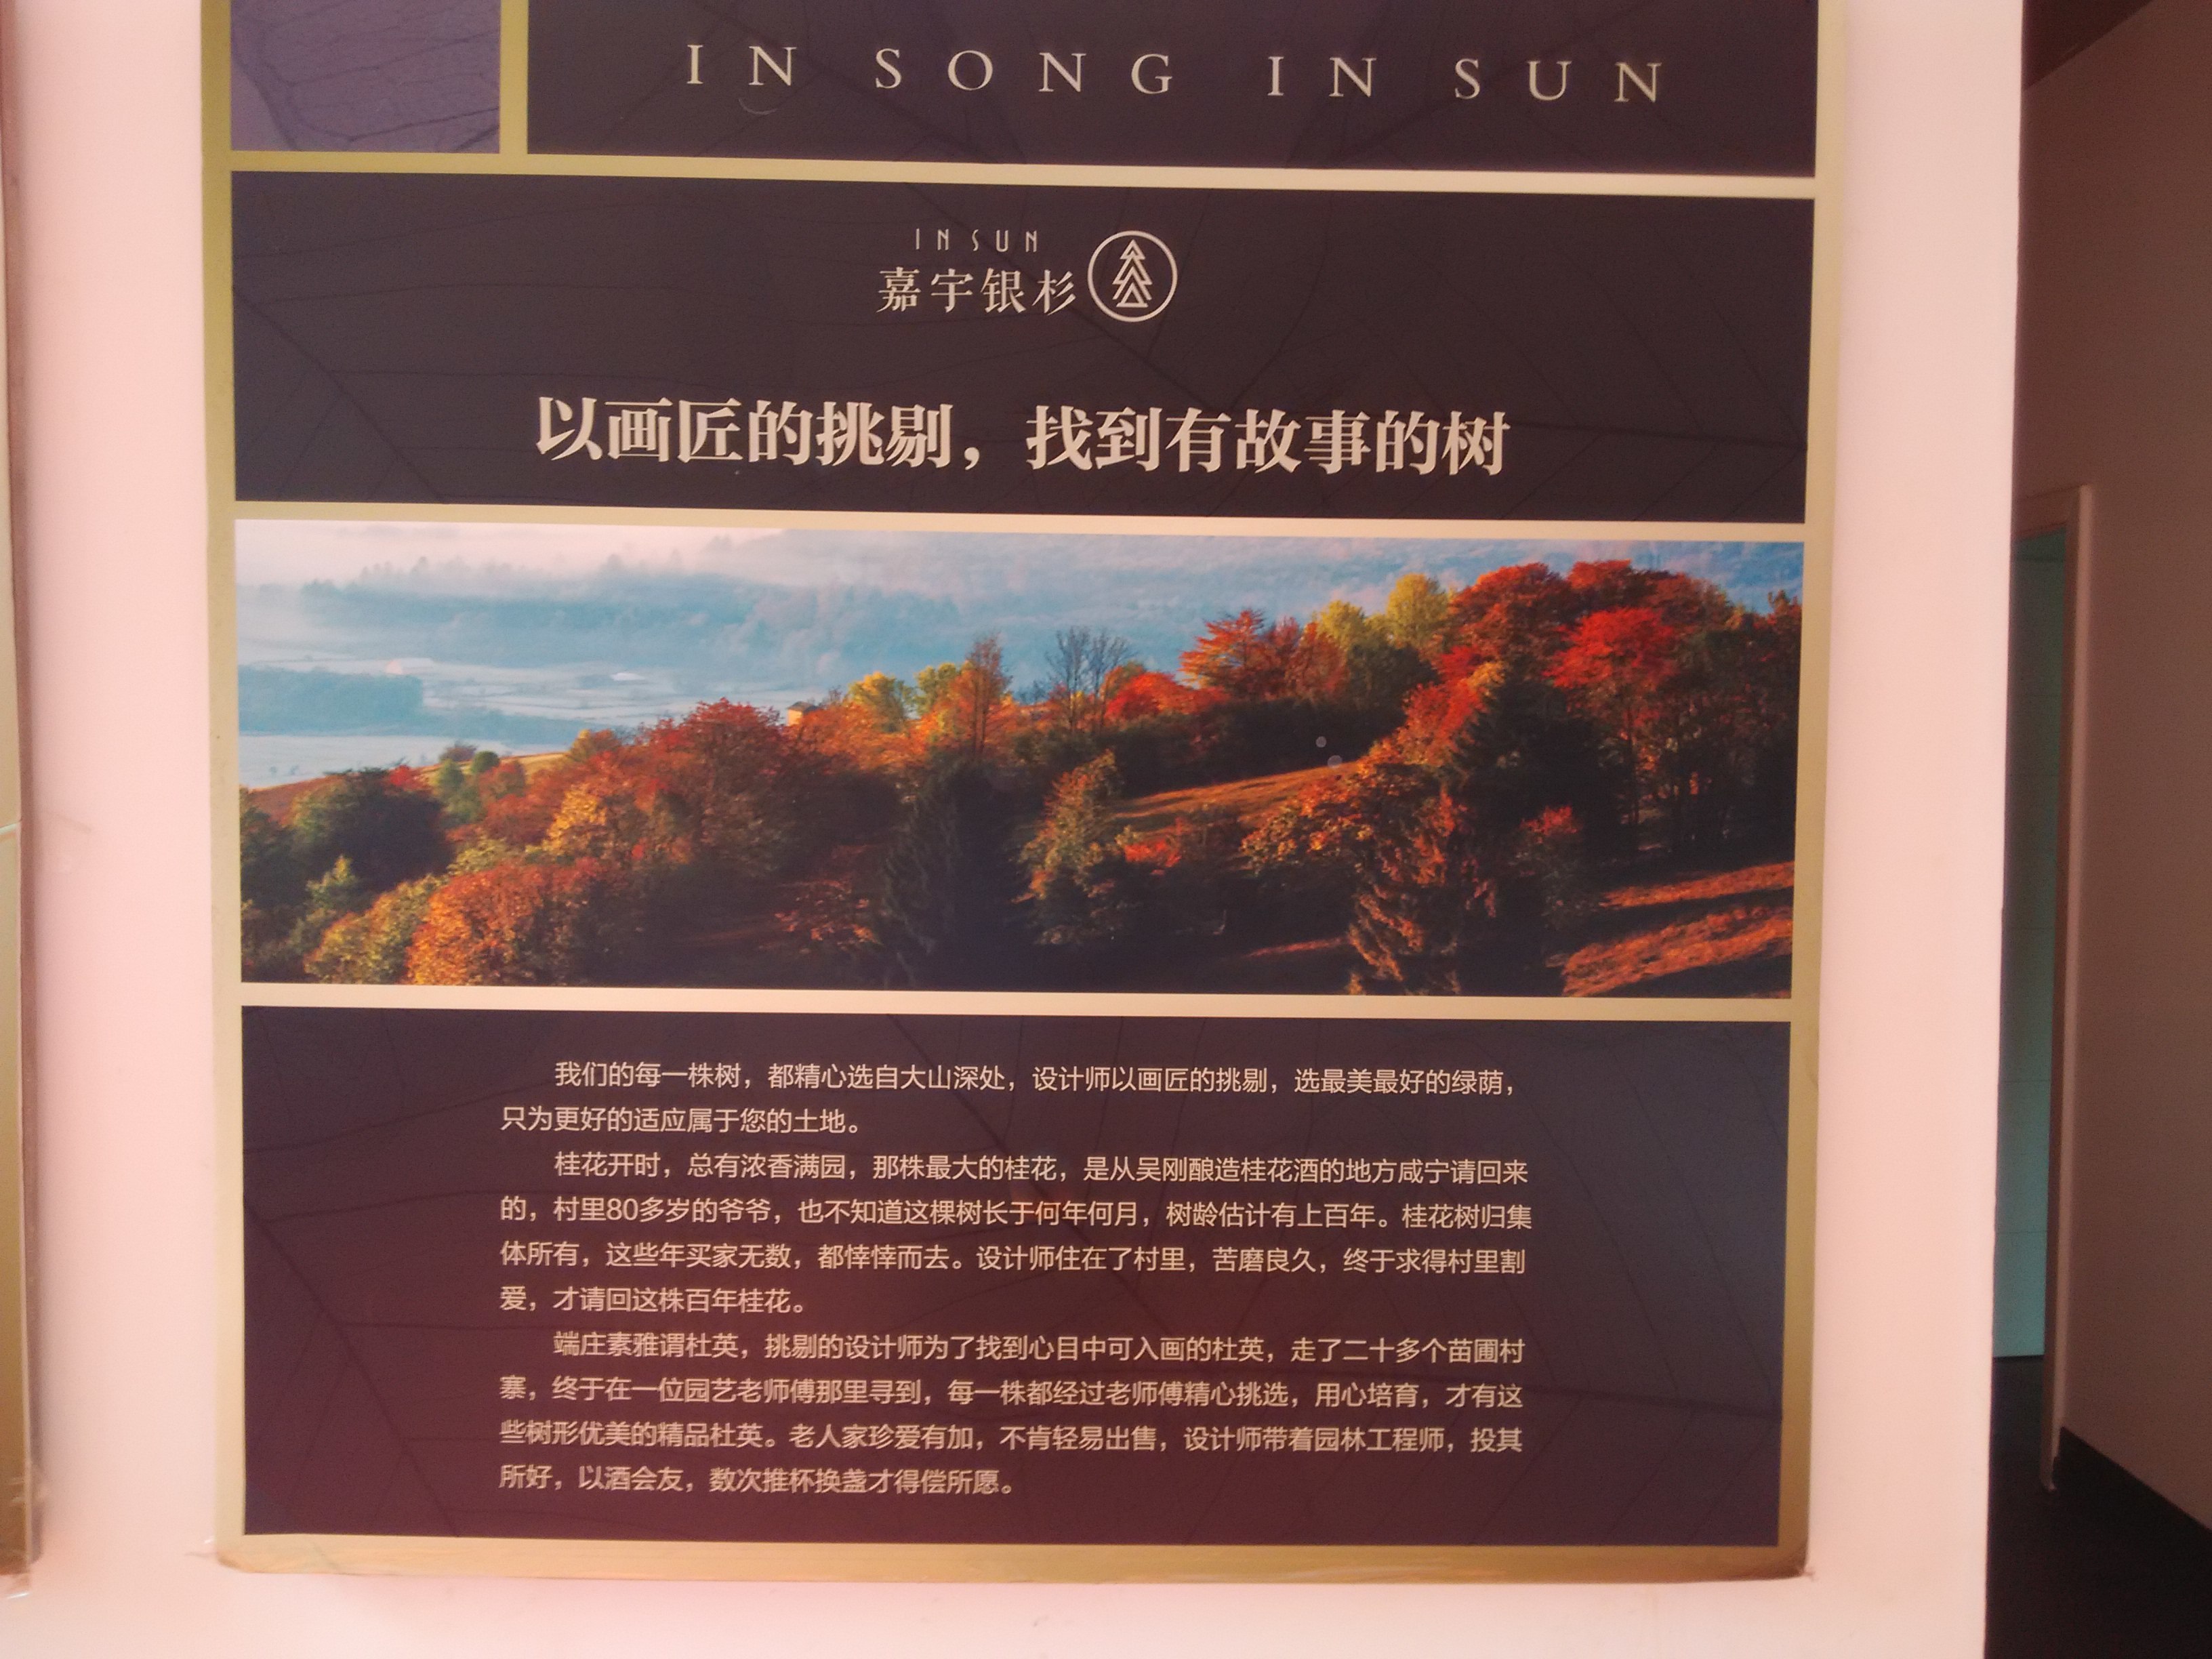 IN SONG IN SUN
IN SUN
嘉宇银杉
以画匠的挑剔，找到有故事的树
我们的每一株树，都精心选自大山深处，设计师以画匠的挑剔，选最美最好的绿荫，
只为更好的适应属于您的土地。
桂花开时，总有浓香满园，那株最大的桂花，是从吴刚酿造桂花酒的地方咸宁请回来
的，村里80多岁的爷爷，也不知道这棵树长于何年何月，树龄估计有上百年。桂花树归集
体所有，这些年买家无数，都悻悻而去。设计师住在了村里，苦磨良久，终于求得村里割
爱，才请回这株百年桂花。
端庄素雅谓杜英，挑剔的设计师为了找到心目中可入画的杜英，走了二十多个苗圃村
寨，终于在一位园艺老师傅那里寻到，每一株都经过老师傅精心挑选，用心培育，才有这
些树形优美的精品杜英。老人家珍爱有加，不肯轻易出售，设计师带着园林工程师，投其
所好，以酒会友，数次推杯换盏才得偿所愿。